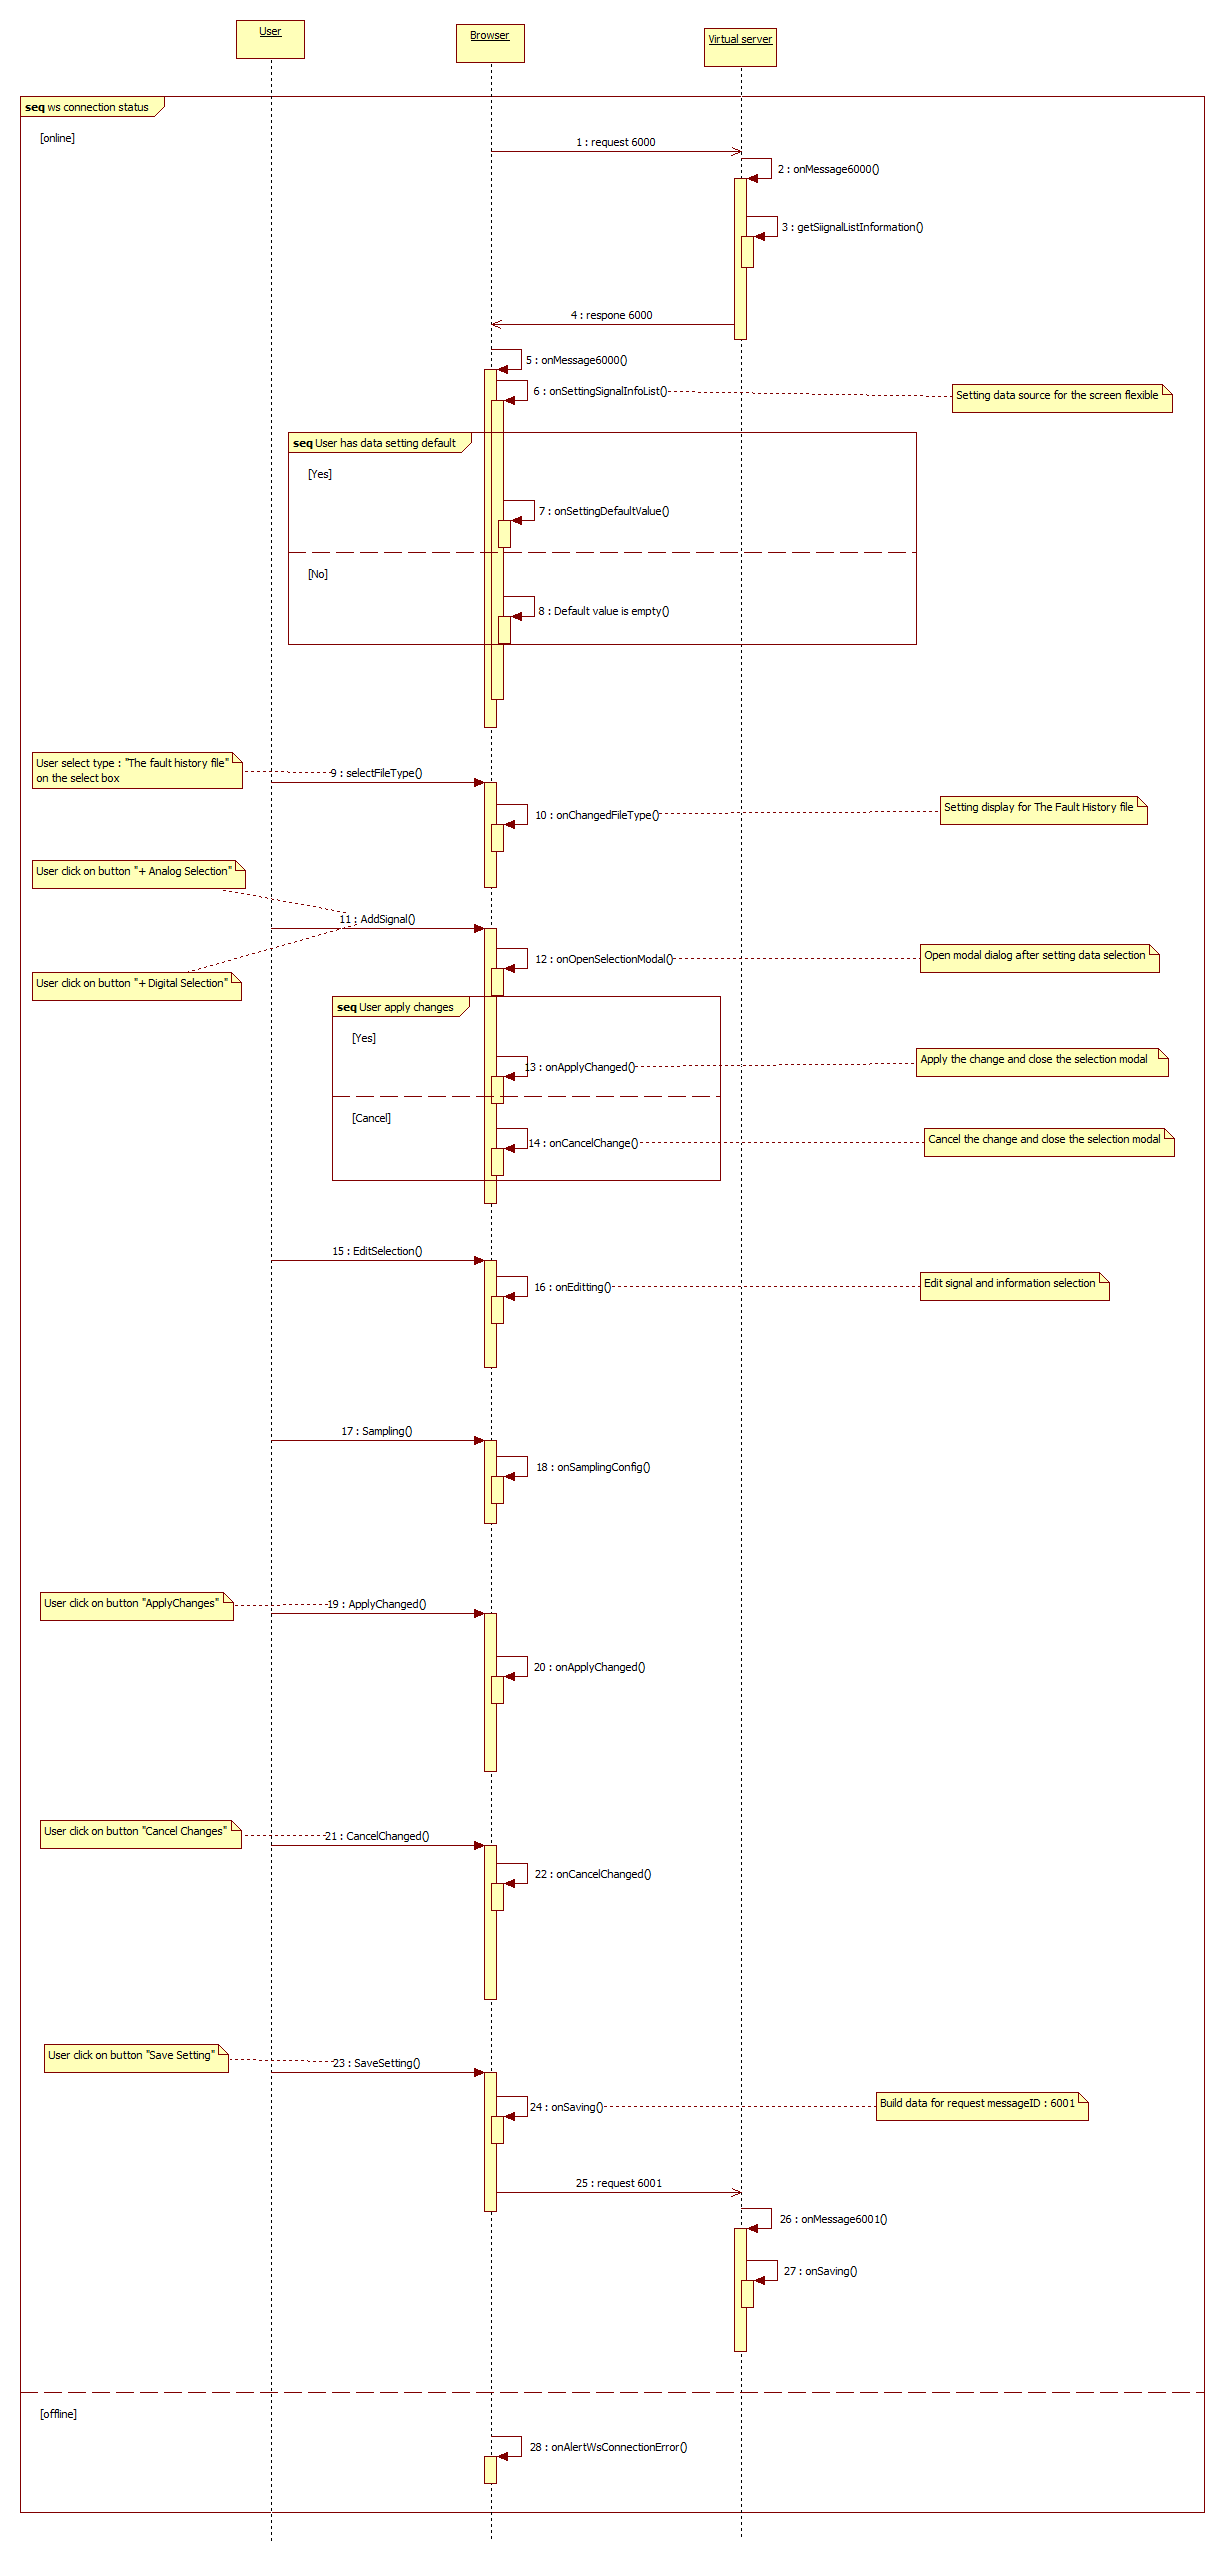 User
Browser
Virtual server
seq ws connection status
[online]
1 : request 6000
2 : onMessage6000()
3 : getSiignalListInformation()
4 : respone 6000
5 : onMessage6000()
6 : onSettingSignalInfoList()
Setting data source for the screen flexible
seq User has data setting default
[Yes]
7 : onSettingDefaultValue()
[No]
8 : Default value is empty()
User select type : "The fault history file"
on the select box
9 : selectFileType()
10 : onChangedFileType()
Setting display for The Fault History file
User click on button "+ Analog Selection"
11 : AddSignal()
12 : onOpenSelectionModal()
Open modal dialog after setting data selection
User click on button "+ Digital Selection"
seq User apply changes
[Yes]
13 : onApplyChanged()
Apply the change and close the selection modal
[Cancel]
14 : onCancelChange()
Cancel the change and close the selection modal
15 : EditSelection()
16 : onEditting()
Edit signal and information selection
17 : Sampling()
18 : onSamplingConfig()
User click on button "ApplyChanges"
19 : ApplyChanged()
20 : onApplyChanged()
User click on button "Cancel Changes"
21 : CancelChanged()
22 : onCancelChanged()
User click on button "Save Setting"
23 : SaveSetting()
24 : onSaving()
Build data for request messageID : 6001
25 : request 6001
26 : onMessage6001()
27 : onSaving()
[offline]
28 : onAlertWsConnectionError()